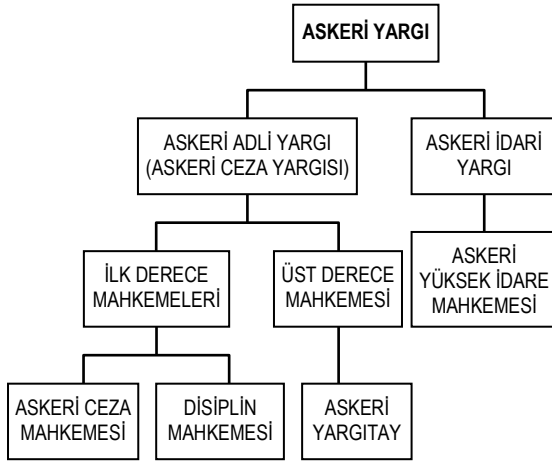 ASKERİ YARGI
ASKERİ ADLİ YARGI
(ASKERİ CEZA YARGISI)
ASKERİ İDARİ
YARGI
İLK DERECE
MAHKEMELERİ
ÜST DERECE
MAHKEMESİ
ASKERİ
YÜKSEK İDARE
MAHKEMESİ
ASKERİ CEZA
MAHKEMESİ
DİSİPLİN
MAHKEMESİ
ASKERİ
YARGITAY